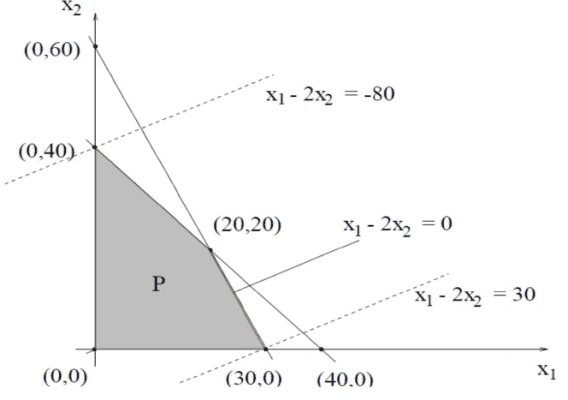 x₂
(0,60)
x₁ - 2x₂ = -80
(0,40)
(20,20)
x₁ - 2x₂ = 0
P
x₁ - 2x₂ = 30
x₁
(0,0)
(30,0)
(40,0)